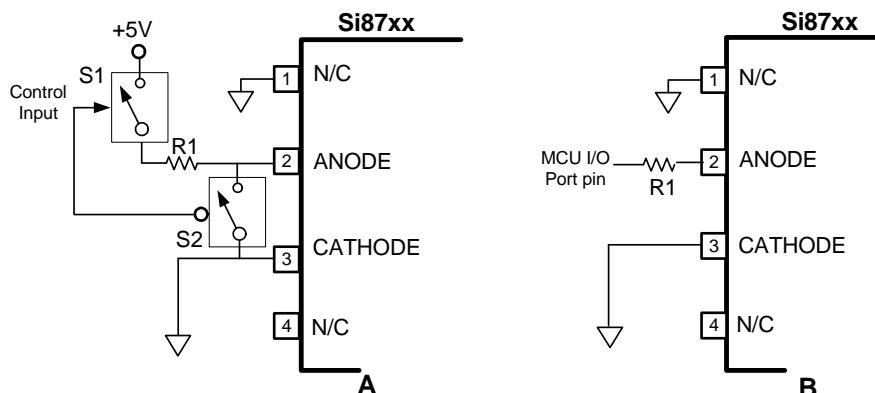 Si87xx
+5V
S1
Control
Input
R1
S2
1
N/C
2
ANODE
3
CATHODE
4
N/C
A
Si87xx
1
N/C
MCU I/O
Port pin
R1
2
ANODE
3
CATHODE
4
N/C
B